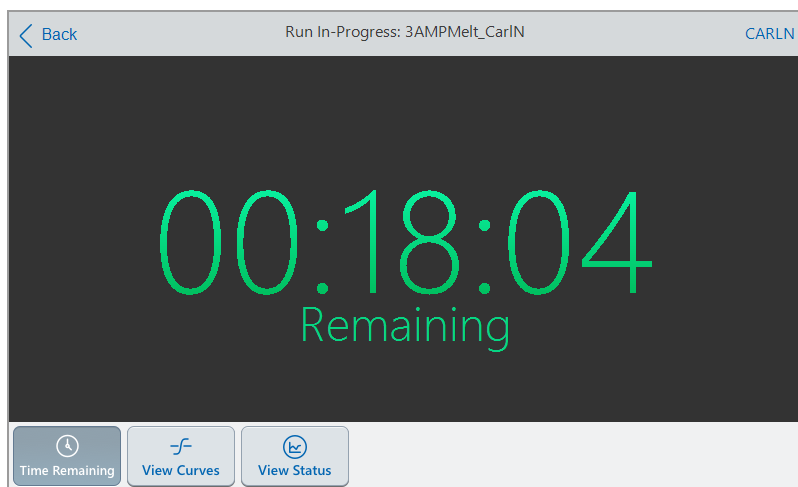 Back
Run In-Progress: 3AMPMelt_CarlN
CARLN
00:18:04
Remaining
Time Remaining
View Curves
View Status